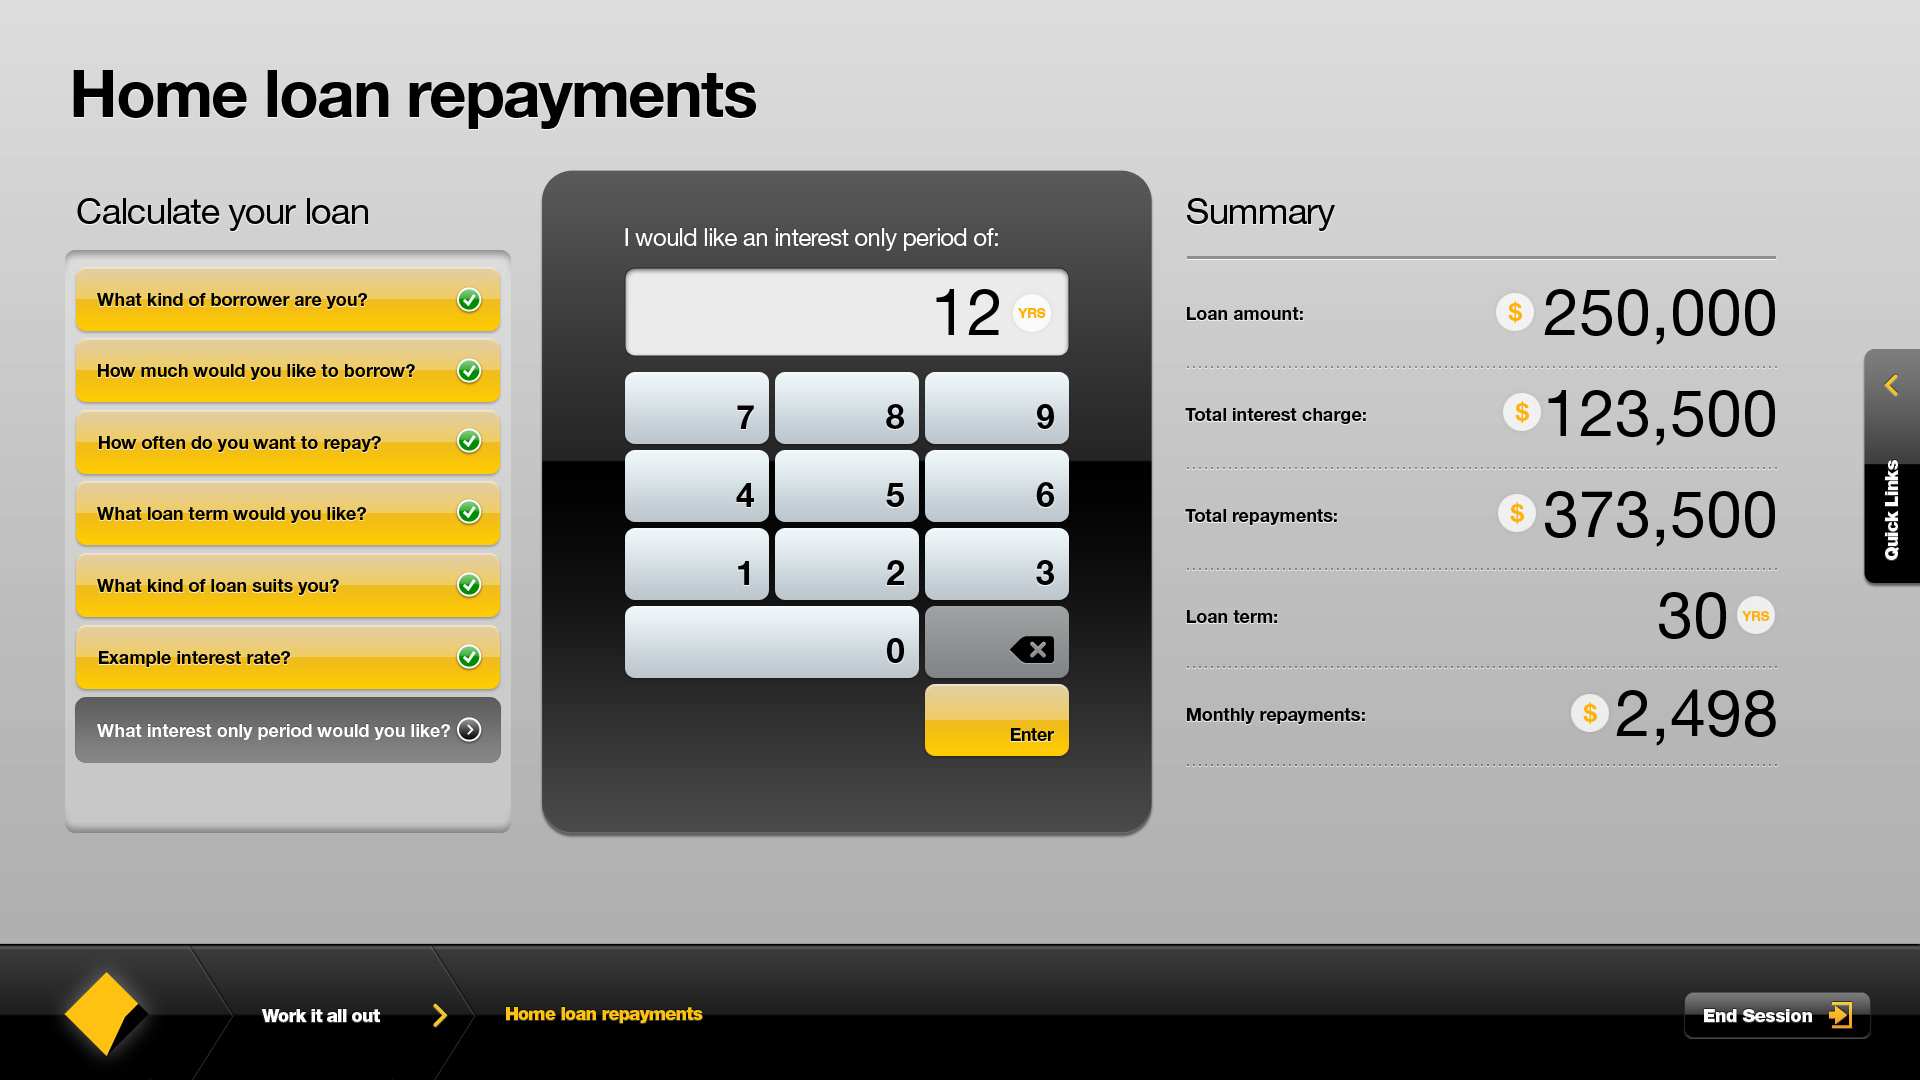 Home loan repayments
Calculate your loan
What kind of borrower are you?
How much would you like to borrow?
How often do you want to repay?
What loan term would you like?
What kind of loan suits you?
Example interest rate?
What interest only period would you like?
I would like an interest only period of:
12 YRS
7 8 9
4 5 6
1 2 3
0
Enter
Summary
Loan amount: $ 250,000
Total interest charge: $ 123,500
Total repayments: $ 373,500
Loan term: 30 YRS
Monthly repayments: $ 2,498
Quick Links
Work it all out
Home loan repayments
End Session